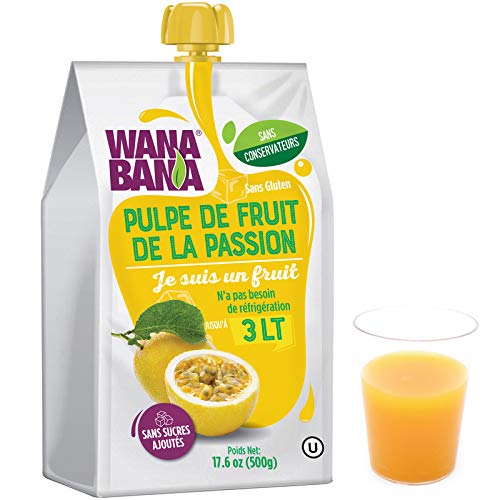 WANA
BANA®
SANS
CONSERVATEURS
Sans Gluten
PULPE DE FRUIT
DE LA PASSION
Je suis un fruit
N'a pas besoin
de réfrigération
JUSQU'À
3 LT
SANS SUCRES
AJOUTÉS
Poids Net:
17.6 oz (500g)
U